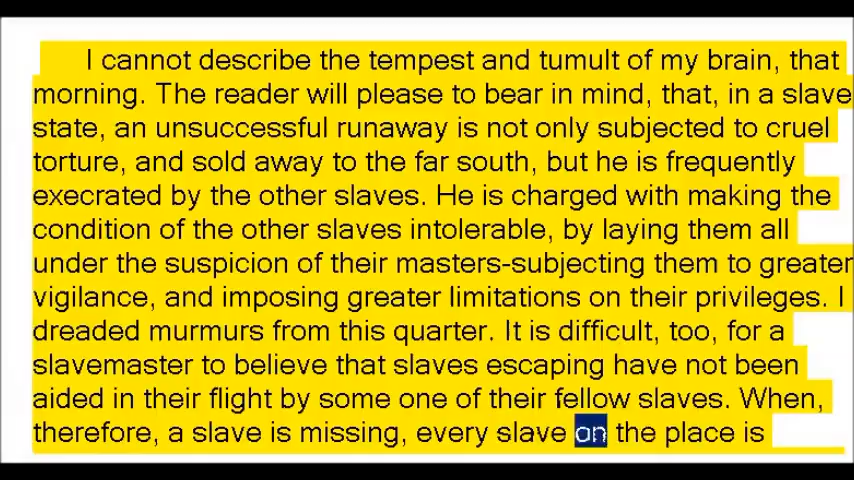 I cannot describe the tempest and tumult of my brain, that
morning. The reader will please to bear in mind, that, in a slave
state, an unsuccessful runaway is not only subjected to cruel
torture, and sold away to the far south, but he is frequently
execrated by the other slaves. He is charged with making the
condition of the other slaves intolerable, by laying them all
under the suspicion of their masters-subjecting them to greater
vigilance, and imposing greater limitations on their privileges. I
dreaded murmurs from this quarter. It is difficult, too, for a
slavemaster to believe that slaves escaping have not been
aided in their flight by some one of their fellow slaves. When,
therefore, a slave is missing, every slave on the place is